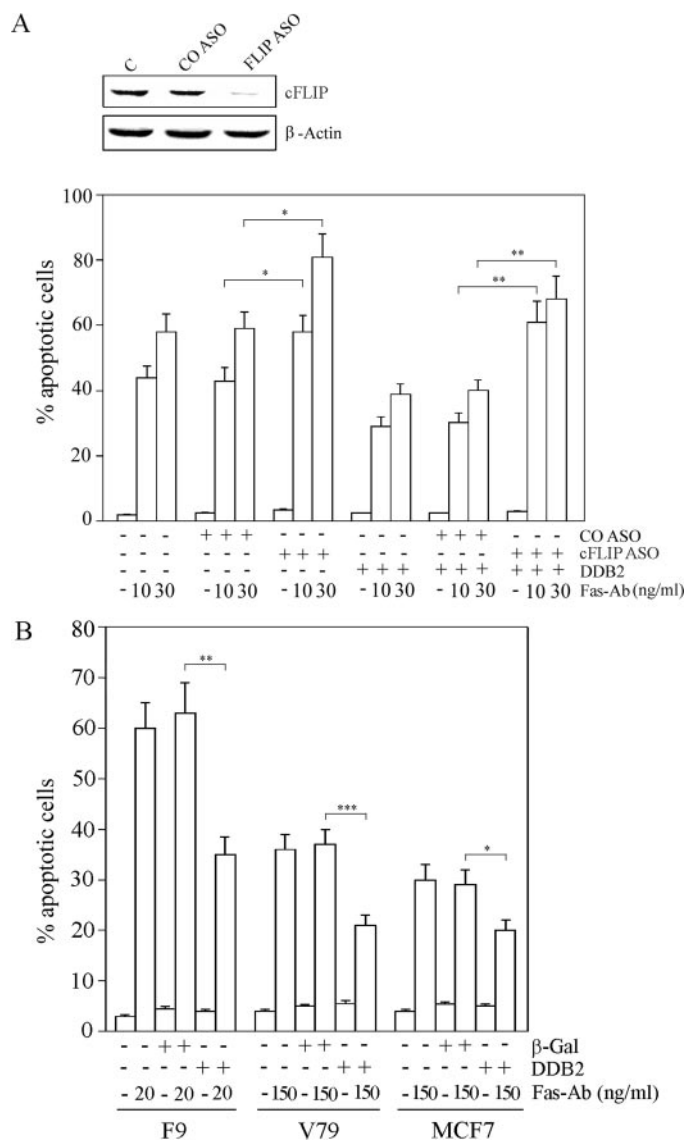 A
C
CO ASO
FLIP ASO
cFLIP
β-Actin
100
80
60
40
20
0
% apoptotic cells
* *
** **
- - - + + + - - - - - - + + + - - - CO ASO
- - - - - - + + + - - - - - - + + + cFLIP ASO
- - - - - - - - - + + + + + + + + + DDB2
- 10 30 - 10 30 - 10 30 - 10 30 - 10 30 - 10 30 Fas-Ab (ng/ml)
B
80
70
60
50
40
30
20
10
0
% apoptotic cells
** *** *
- - + + - - - - + + - - - - + + - - β-Gal
- - - - + + - - - - + + - - - - + + DDB2
- 20 - 20 - 20 - 150 - 150 - 150 - 150 - 150 - 150 Fas-Ab (ng/ml)
F9 V79 MCF7